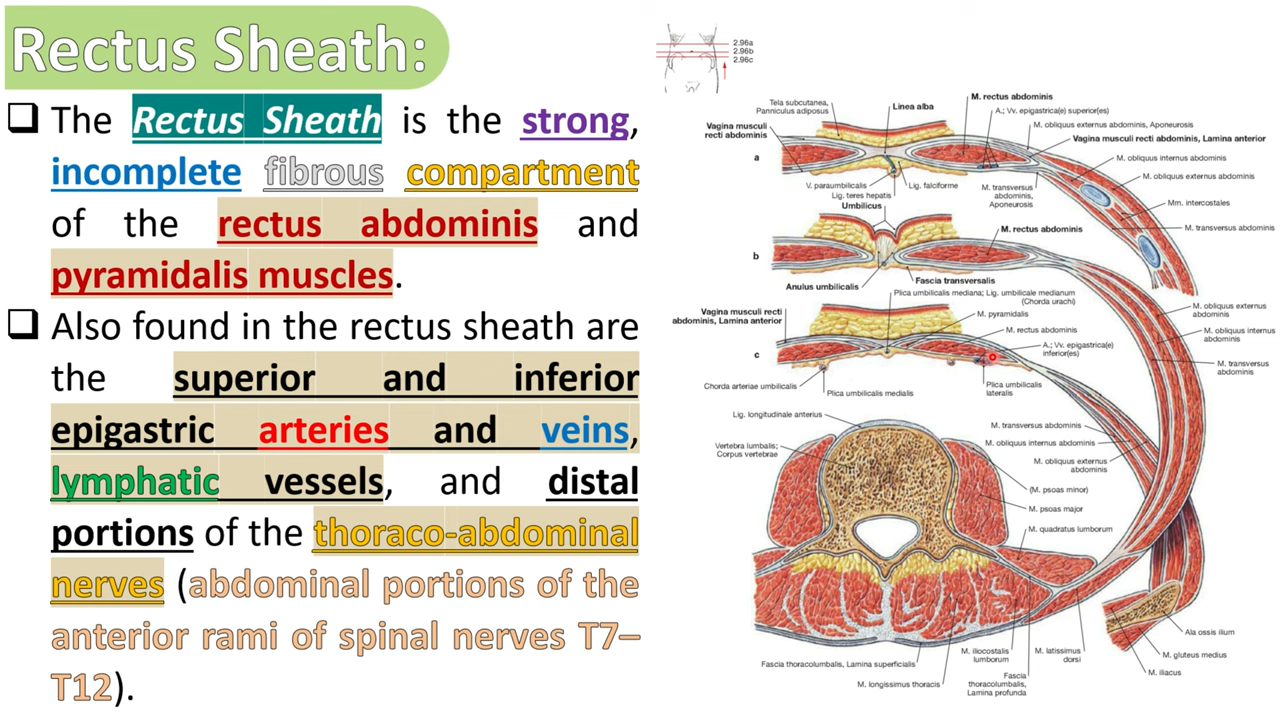 Rectus Sheath:
❑ The Rectus Sheath is the strong,
incomplete fibrous compartment
of the rectus abdominis and
pyramidalis muscles.
❑ Also found in the rectus sheath are
the superior and inferior
epigastric arteries and veins,
lymphatic vessels, and distal
portions of the thoraco-abdominal
nerves (abdominal portions of the
anterior rami of spinal nerves T7–
T12).
2.96a
2.96b
2.96c
Tela subcutanea,
Panniculus adiposus
Linea alba
M. rectus abdominis
A.; Vv. epigastrica(e) superior(es)
M. obliquus externus abdominis, Aponeurosis
Vagina musculi
recti abdominis
Vagina musculi recti abdominis, Lamina anterior
a
M. obliquus internus abdominis
M. obliquus externus abdominis
V. paraumbilicalis
Lig. falciforme
Lig. teres hepatis
M. transversus
abdominis,
Aponeurosis
Mm. intercostales
M. transversus abdominis
Umbilicus
M. rectus abdominis
b
Anulus umbilicalis
Fascia transversalis
Plica umbilicalis mediana; Lig. umbilicale medianum
(Chorda urachi)
Vagina musculi recti
abdominis, Lamina anterior
M. pyramidalis
M. rectus abdominis
A.; Vv. epigastrica(e)
inferior(es)
c
M. obliquus externus
abdominis
M. obliquus internus
abdominis
M. transversus
abdominis
Chorda arteriae umbilicalis
Plica umbilicalis medialis
Plica umbilicalis
lateralis
Lig. longitudinale anterius
M. transversus abdominis
M. obliquus internus abdominis
M. obliquus externus
abdominis
Vertebra lumbalis;
Corpus vertebrae
(M. psoas minor)
M. psoas major
M. quadratus lumborum
Ala ossis ilium
M. gluteus medius
M. iliacus
Fascia thoracolumbalis, Lamina superficialis
M. longissimus thoracis
M. iliocostalis
lumborum
Fascia
thoracolumbalis,
Lamina profunda
M. latissimus
dorsi